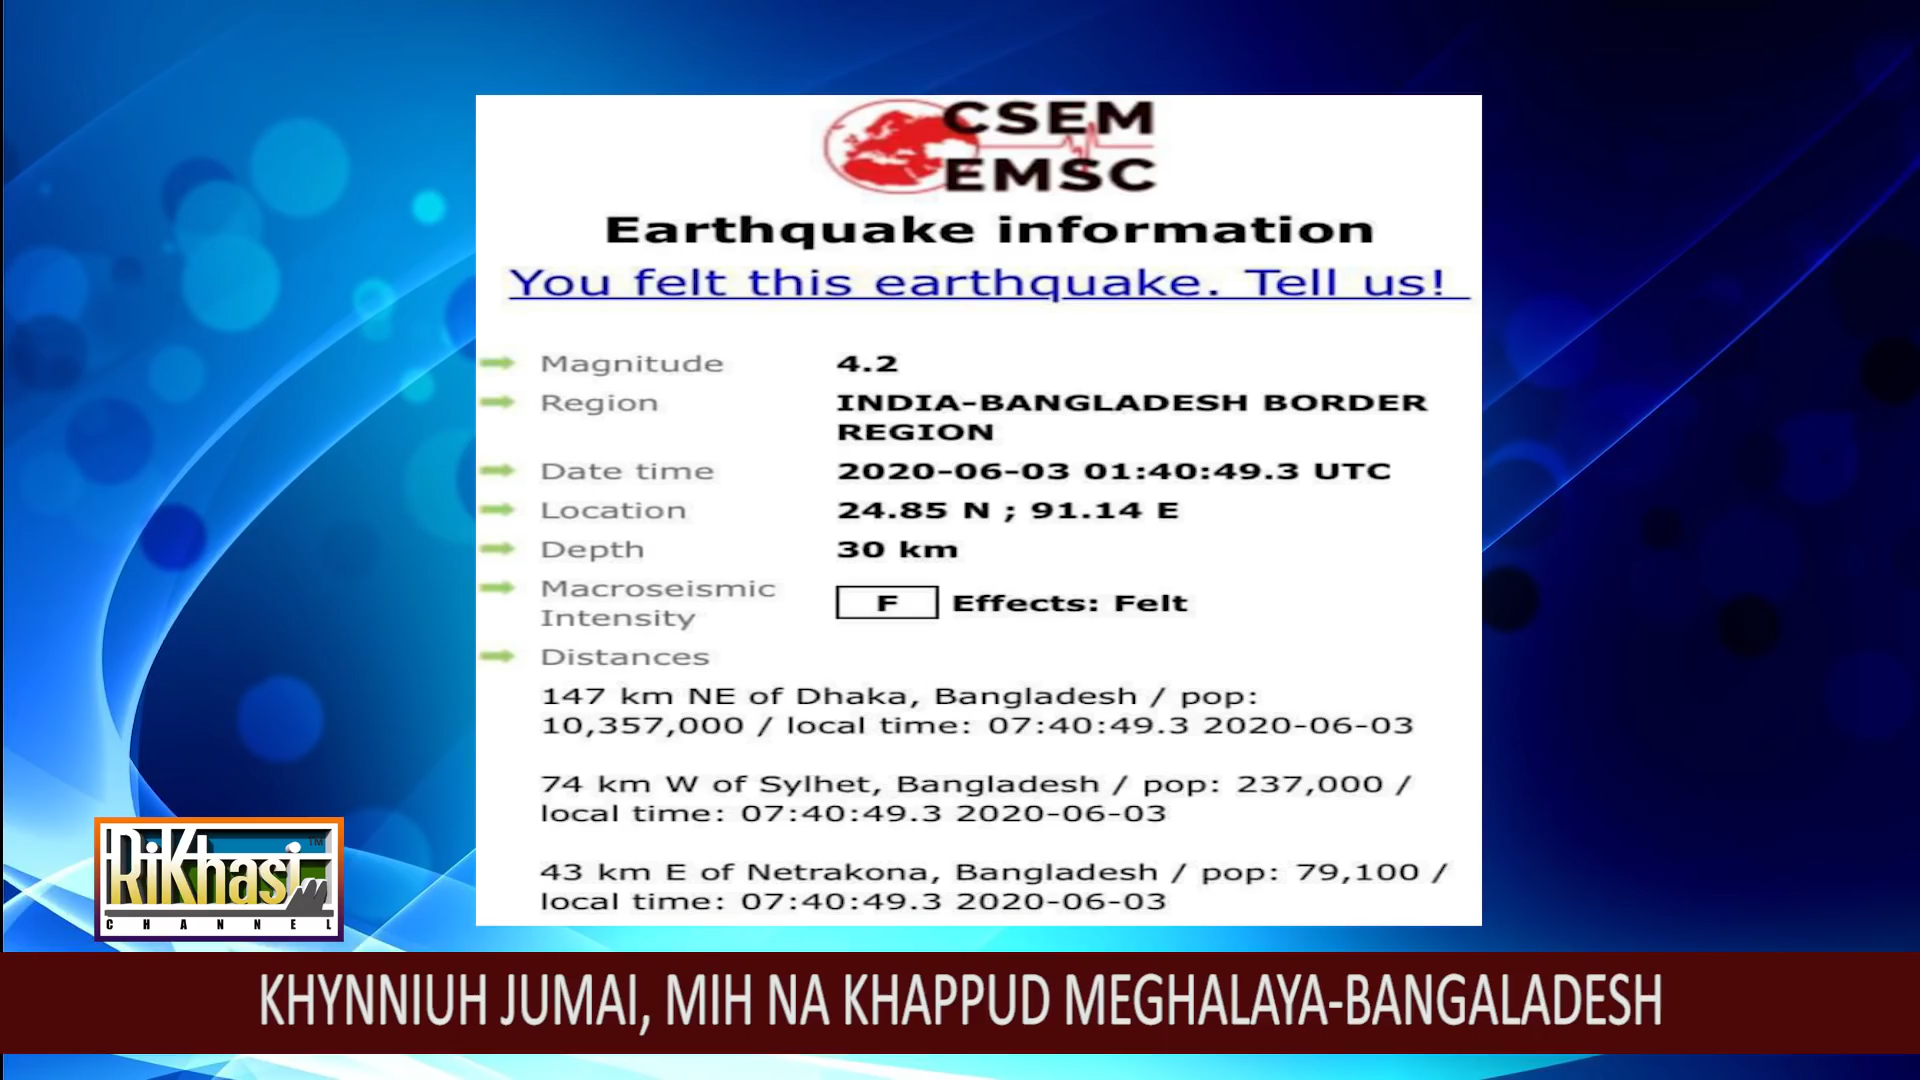 CSEM
EMSC
Earthquake information
You felt this earthquake. Tell us!
Magnitude 4.2
Region INDIA-BANGLADESH BORDER
REGION
Date time 2020-06-03 01:40:49.3 UTC
Location 24.85 N ; 91.14 E
Depth 30 km
Macroseismic
Intensity F Effects: Felt
Distances
147 km NE of Dhaka, Bangladesh / pop:
10,357,000 / local time: 07:40:49.3 2020-06-03
74 km W of Sylhet, Bangladesh / pop: 237,000 /
local time: 07:40:49.3 2020-06-03
43 km E of Netrakona, Bangladesh / pop: 79,100 /
local time: 07:40:49.3 2020-06-03
RiKhasi TM
CHANNEL
KHYNNIUH JUMAI, MIH NA KHAPPUD MEGHALAYA-BANGALADESH